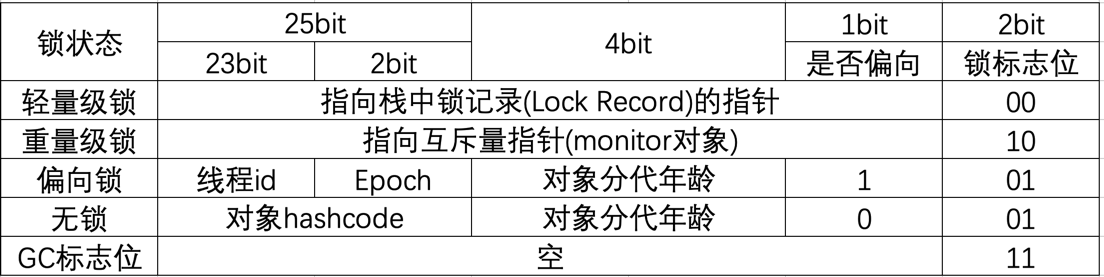 锁状态 25bit 4bit 1bit 2bit
23bit 2bit 是否偏向 锁标志位
轻量级锁 指向栈中锁记录(Lock Record)的指针 00
重量级锁 指向互斥量指针(monitor对象) 10
偏向锁 线程id Epoch 对象分代年龄 1 01
无锁 对象hashcode 对象分代年龄 0 01
GC标志位 空 11